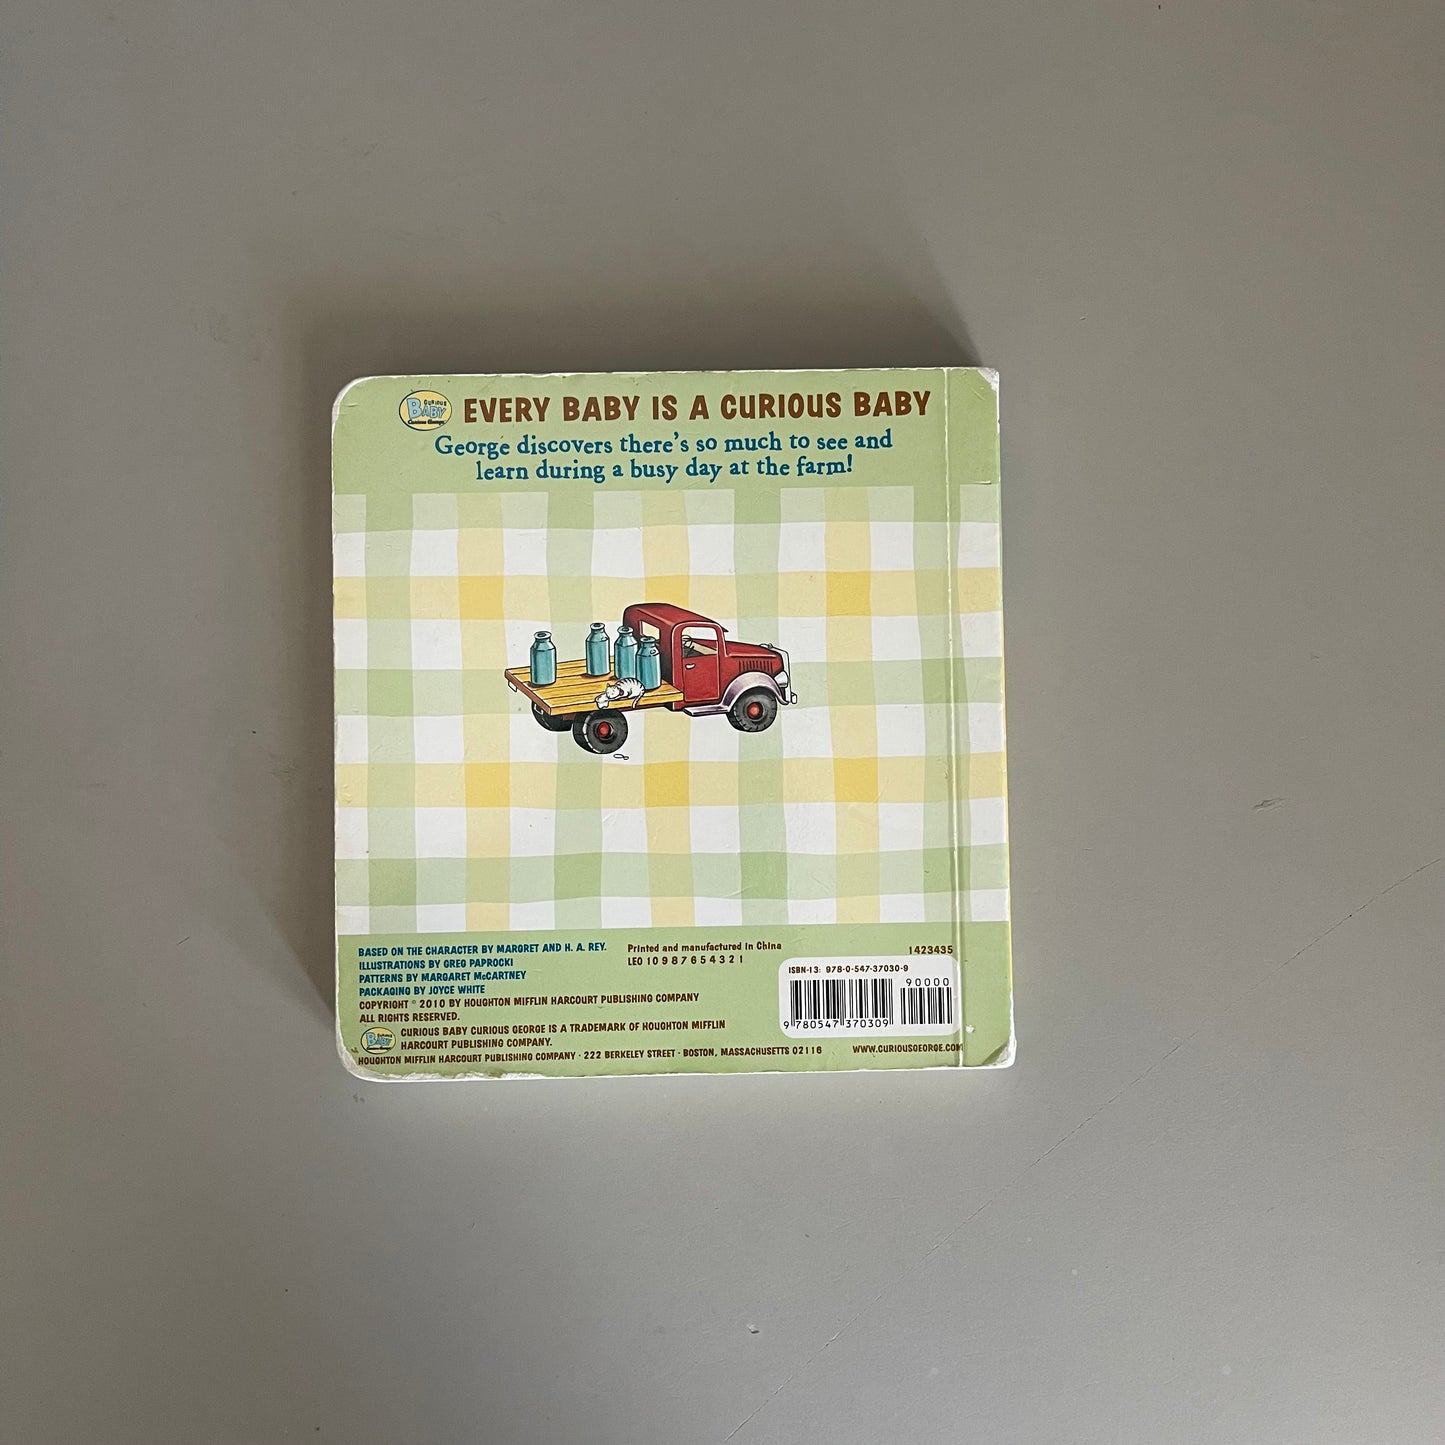 CURIOUS
BABY
Curious George
EVERY BABY IS A CURIOUS BABY
George discovers there's so much to see and
learn during a busy day at the farm!
BASED ON THE CHARACTER BY MARGRET AND H. A. REY.
ILLUSTRATIONS BY GREG PAPROCKI
PATTERNS BY MARGARET McCARTNEY
PACKAGING BY JOYCE WHITE
COPYRIGHT © 2010 BY HOUGHTON MIFFLIN HARCOURT PUBLISHING COMPANY
ALL RIGHTS RESERVED.
Printed and manufactured in China
LEO 10 9 8 7 6 5 4 3 2 1
1423435
ISBN-13: 978-0-547-37030-9
90000
9 780547 370309
BABY
CURIOUS BABY CURIOUS GEORGE IS A TRADEMARK OF HOUGHTON MIFFLIN
HARCOURT PUBLISHING COMPANY.
HOUGHTON MIFFLIN HARCOURT PUBLISHING COMPANY · 222 BERKELEY STREET · BOSTON, MASSACHUSETTS 02116
WWW.CURIOUSGEORGE.COM